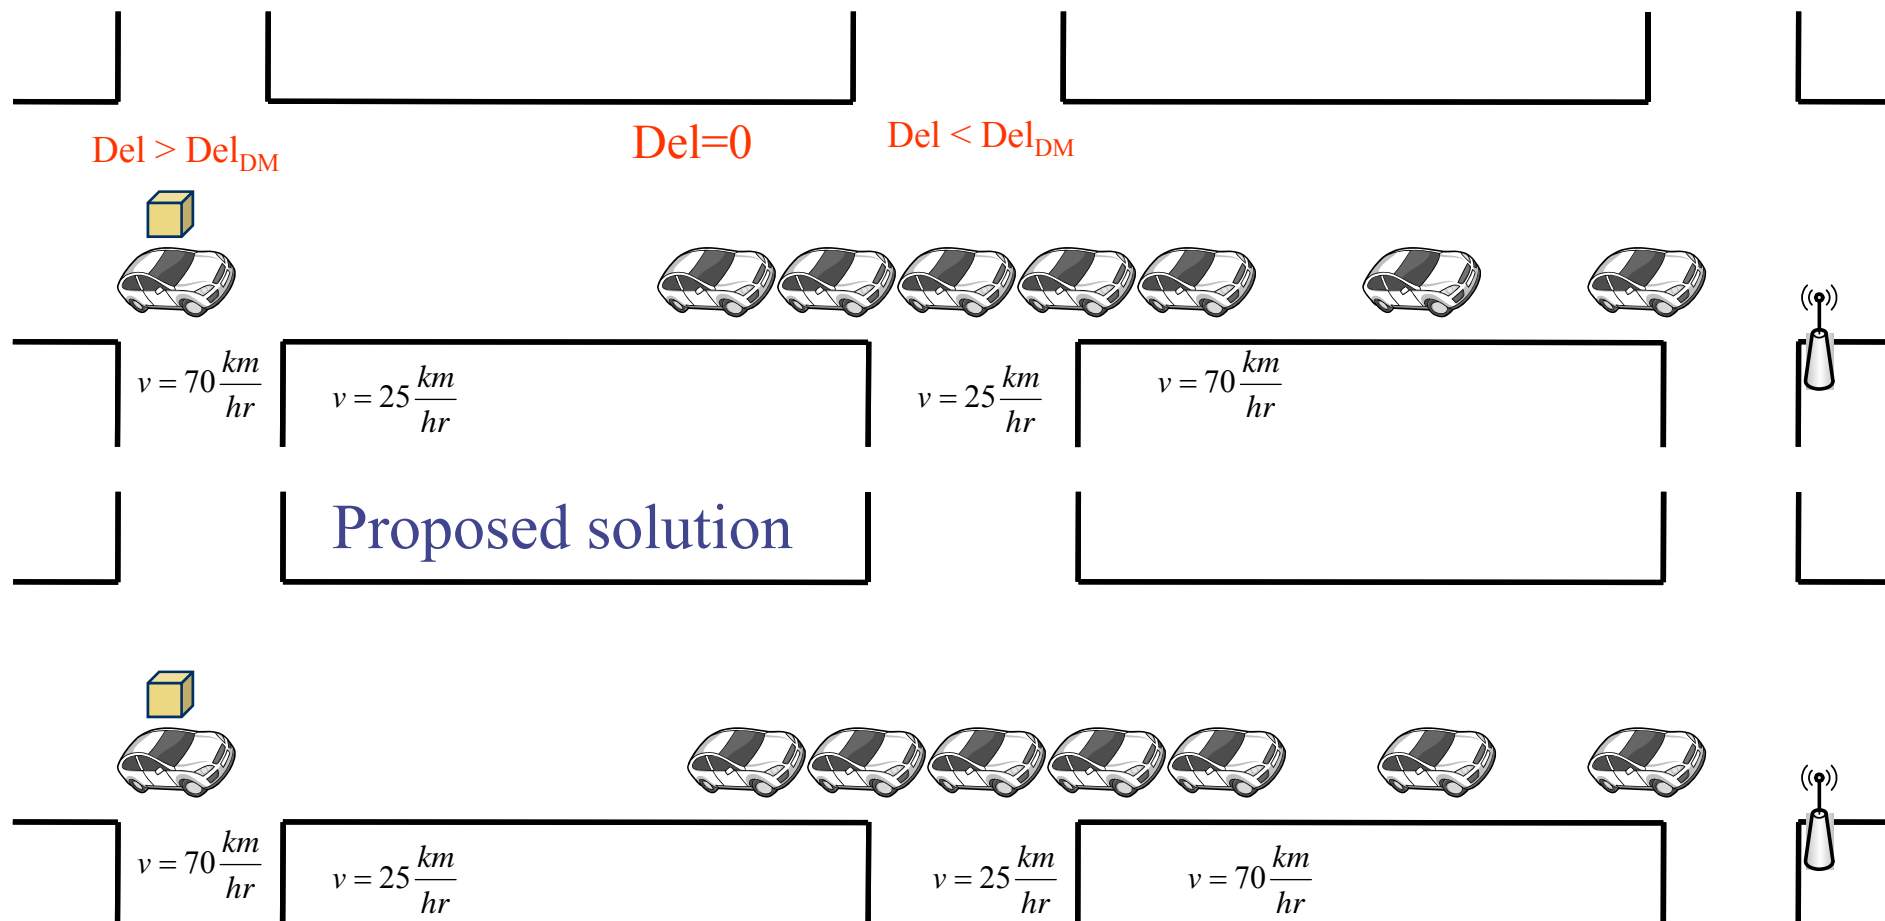 Del > Del_DM
Del=0
Del < Del_DM
v = 70 km/hr
v = 25 km/hr
v = 25 km/hr
v = 70 km/hr
Proposed solution
v = 70 km/hr
v = 25 km/hr
v = 25 km/hr
v = 70 km/hr